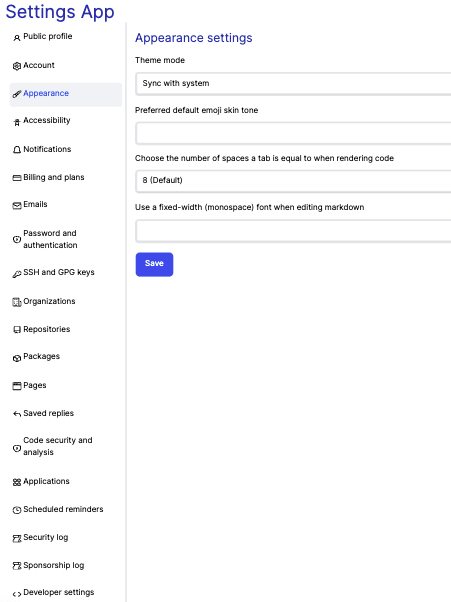 Settings App
Public profile
Account
Appearance
Accessibility
Notifications
Billing and plans
Emails
Password and
authentication
SSH and GPG keys
Organizations
Repositories
Packages
Pages
Saved replies
Code security and
analysis
Applications
Scheduled reminders
Security log
Sponsorship log
Developer settings
Appearance settings
Theme mode
Sync with system
Preferred default emoji skin tone
Choose the number of spaces a tab is equal to when rendering code
8 (Default)
Use a fixed-width (monospace) font when editing markdown
Save